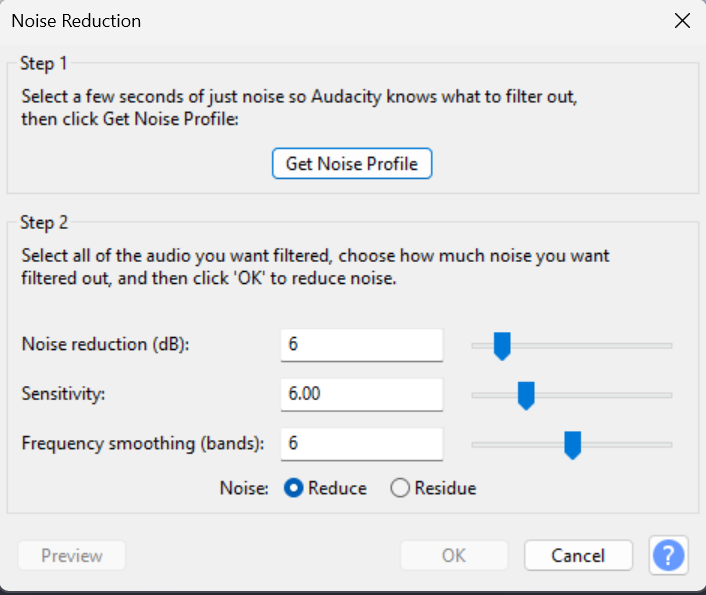 Noise Reduction
Step 1
Select a few seconds of just noise so Audacity knows what to filter out,
then click Get Noise Profile:
Get Noise Profile
Step 2
Select all of the audio you want filtered, choose how much noise you want
filtered out, and then click 'OK' to reduce noise.
Noise reduction (dB): 6
Sensitivity: 6.00
Frequency smoothing (bands): 6
Noise: Reduce Residue
Preview OK Cancel ?